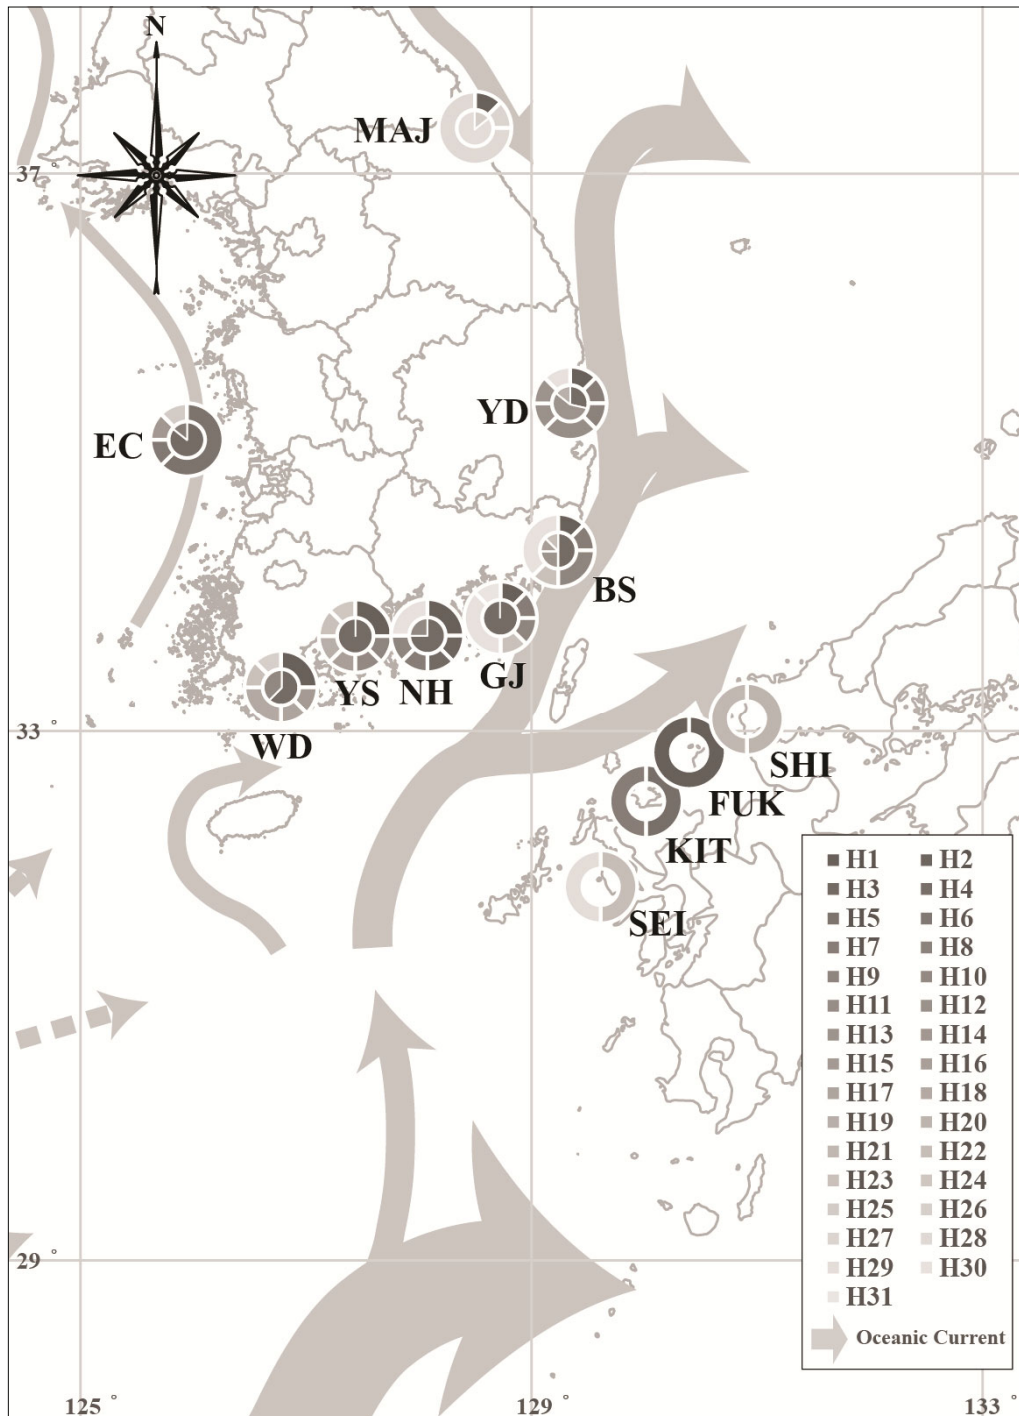 N
MAJ
37°
YD
EC
BS
GJ
YS
NH
WD
33°
SHI
FUK
KIT
SEI
H1 H2
H3 H4
H5 H6
H7 H8
H9 H10
H11 H12
H13 H14
H15 H16
H17 H18
H19 H20
H21 H22
H23 H24
H25 H26
H27 H28
H29 H30
H31
Oceanic Current
29°
125° 129° 133°